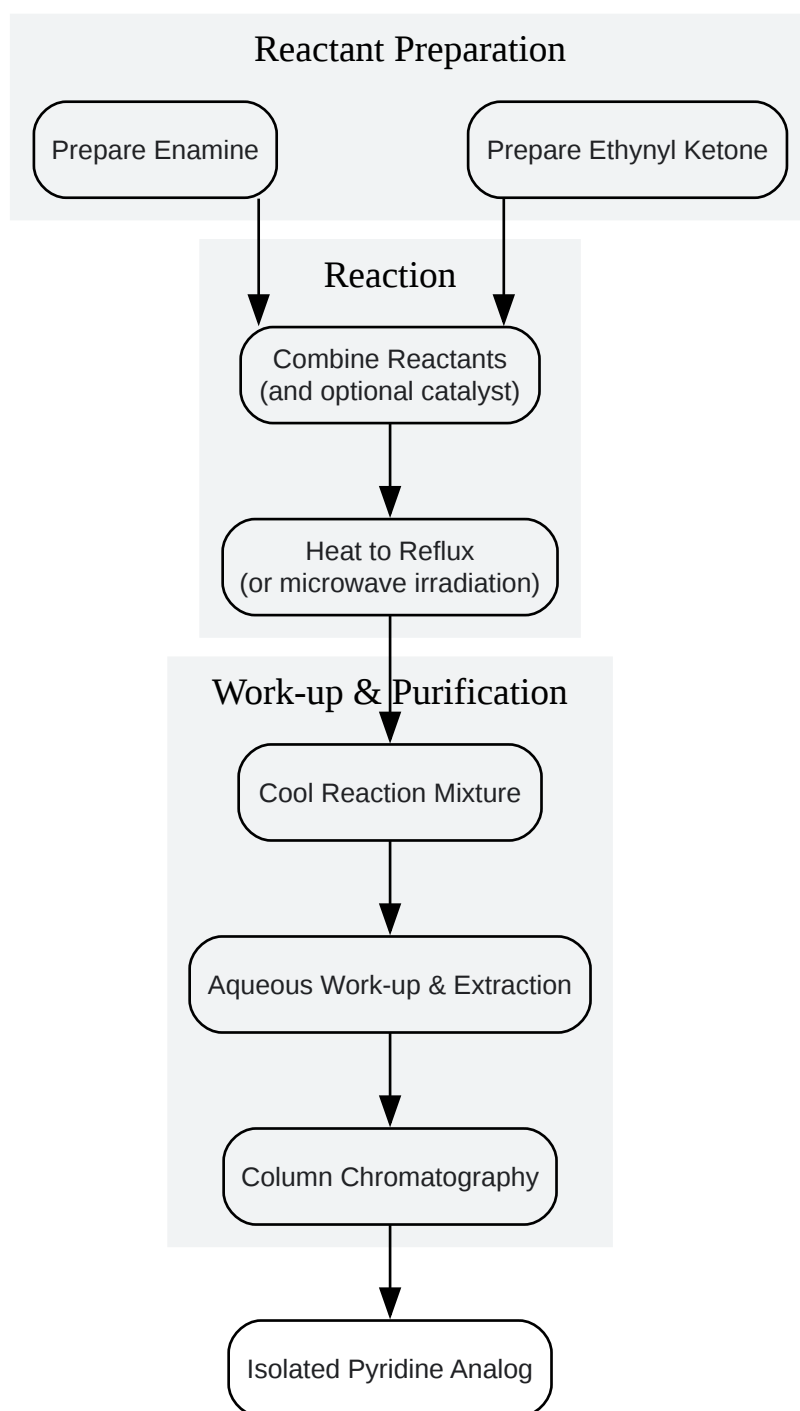 Reactant Preparation
Prepare Enamine
Prepare Ethynyl Ketone
Reaction
Combine Reactants
(and optional catalyst)
Heat to Reflux
(or microwave irradiation)
Work-up & Purification
Cool Reaction Mixture
Aqueous Work-up & Extraction
Column Chromatography
Isolated Pyridine Analog